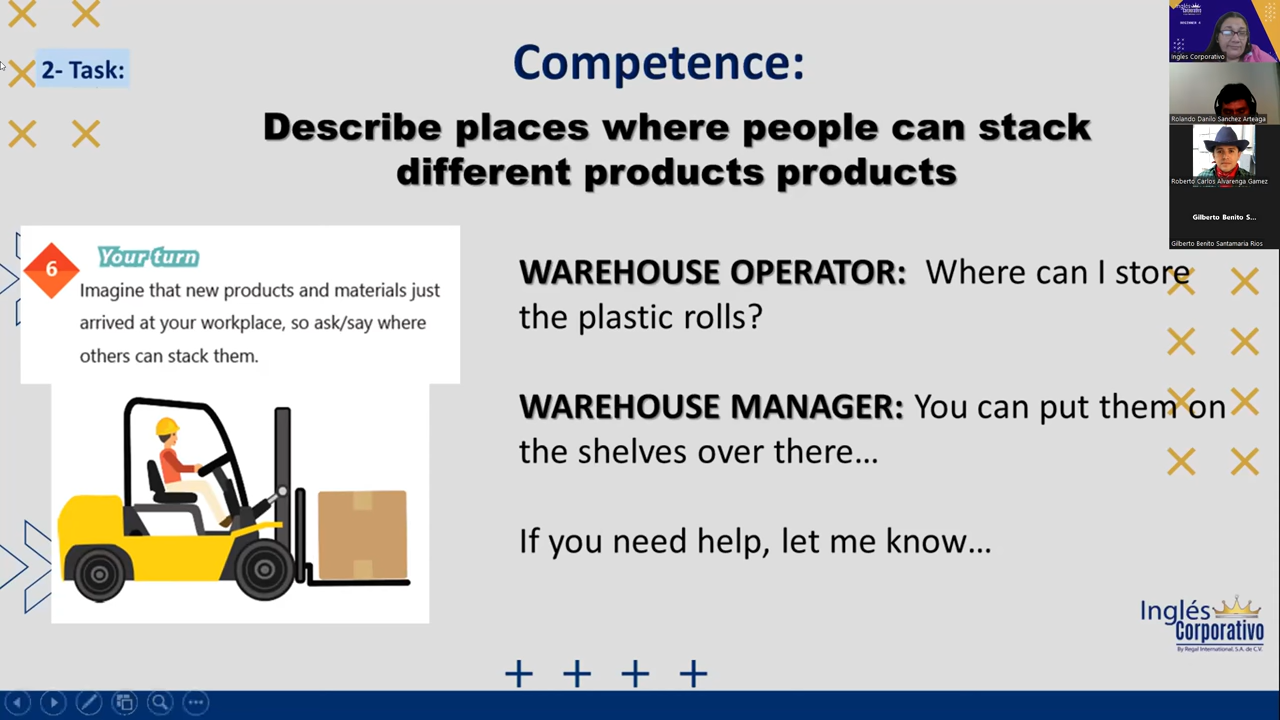 2- Task:
Competence:
Describe places where people can stack
different products products
6
Your turn
Imagine that new products and materials just
arrived at your workplace, so ask/say where
others can stack them.
WAREHOUSE OPERATOR: Where can I store
the plastic rolls?
WAREHOUSE MANAGER: You can put them on
the shelves over there...
If you need help, let me know...
Inglés
Corporativo
By Regal International, S.A. de C.V.
Ingles Corporativo
Rolando Danilo Sanchez Arteaga
Roberto Carlos Alvarenga Gamez
Gilberto Benito S...
Gilberto Benito Santamaria Rios